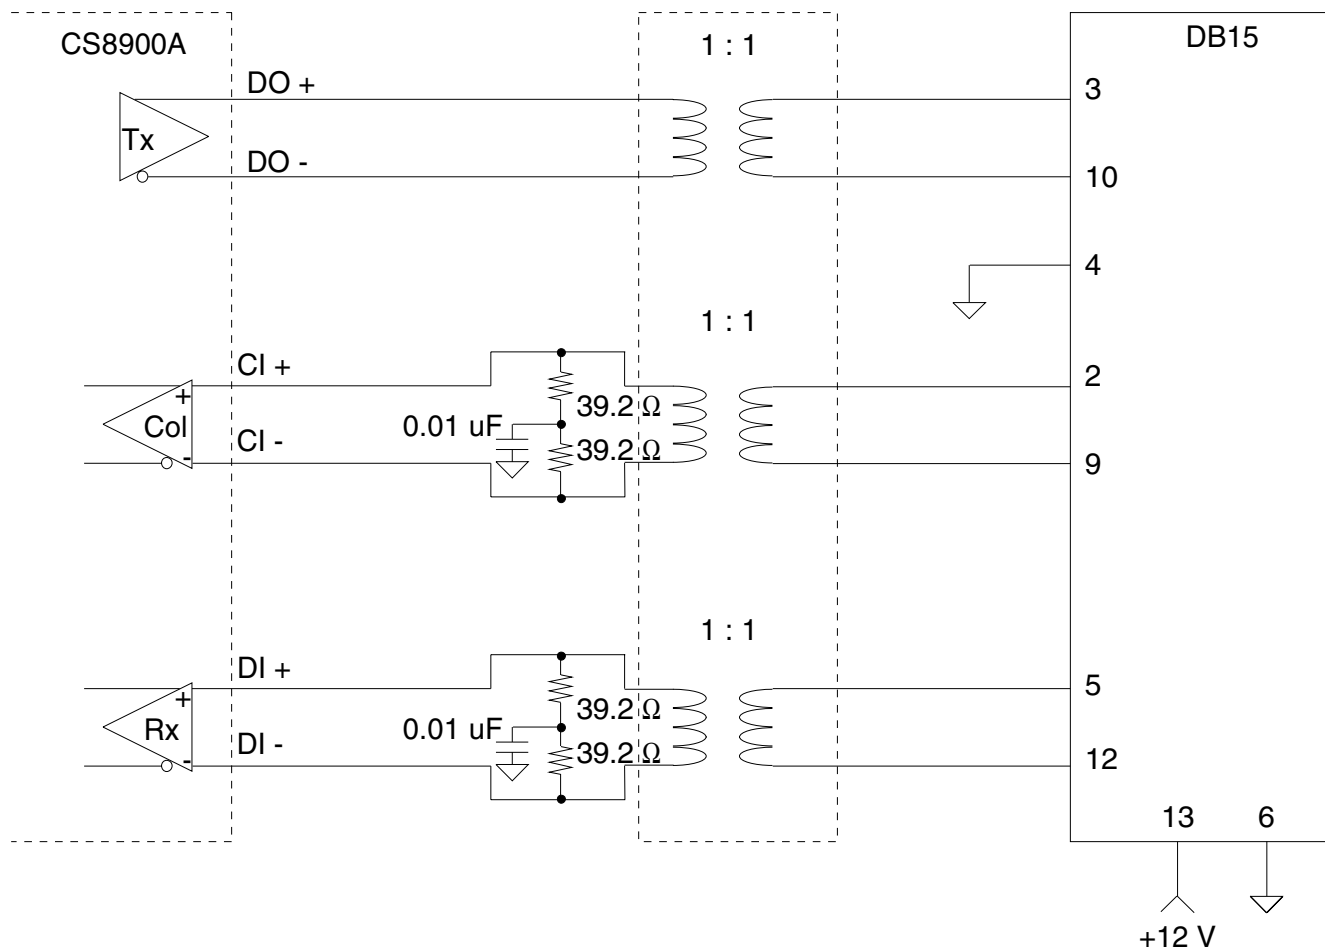 CS8900A
1 : 1
DB15
DO +
3
Tx
DO -
10
4
1 : 1
CI +
2
+
39.2 Ω
Col
0.01 uF
CI -
39.2 Ω
-
9
1 : 1
DI +
5
+
39.2 Ω
Rx
0.01 uF
DI -
39.2 Ω
-
12
13
6
+12 V